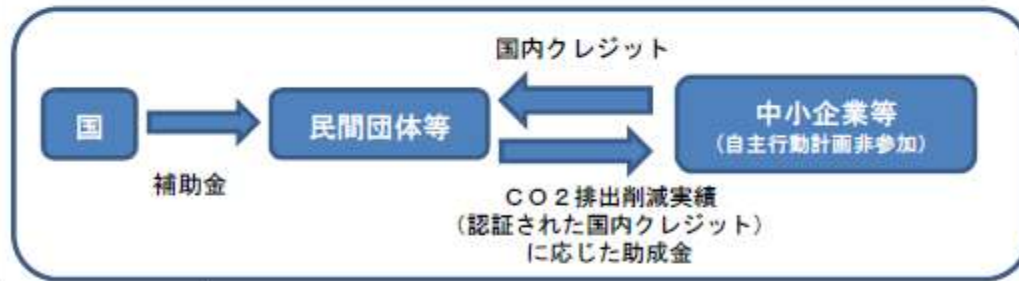 国内クレジット
国
民間団体等
中小企業等
(自主行動計画非参加)
補助金
CO2排出削減実績
(認証された国内クレジット)
に応じた助成金